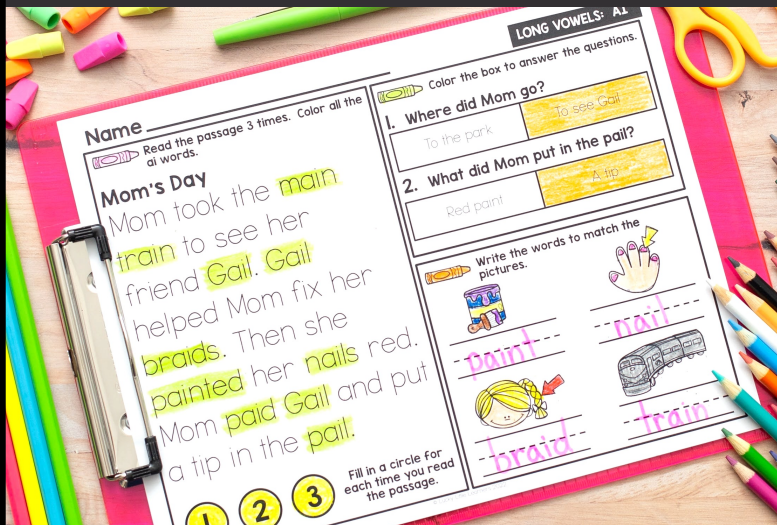 LONG VOWELS: A1
Name
Read the passage 3 times. Color all the
ai words.
Mom's Day
Mom took the main
train to see her
friend Gail. Gail
helped Mom fix her
braids. Then she
painted her nails red.
Mom paid Gail and put
a tip in the pail.
1 2 3
Fill in a circle for
each time you read
the passage.
Color the box to answer the questions.
1. Where did Mom go?
To the park To see Gail
2. What did Mom put in the pail?
Red paint A tip
Write the words to match the
pictures.
paint nail
braid train